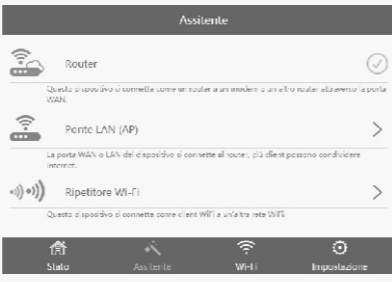 Assitente
Router
Questo dispositivo si connette come un router a un modem o un altro router attraverso la porta
WAN.
Ponte LAN (AP)
La porta WAN o LAN del dispositivo si connette al router, più client possono condividere
internet.
Ripetitore Wi-Fi
Questo dispositivo si connette come client WiFi a un'altra rete WiFi.
Stato
Assitente
Wi-Fi
Impostazione